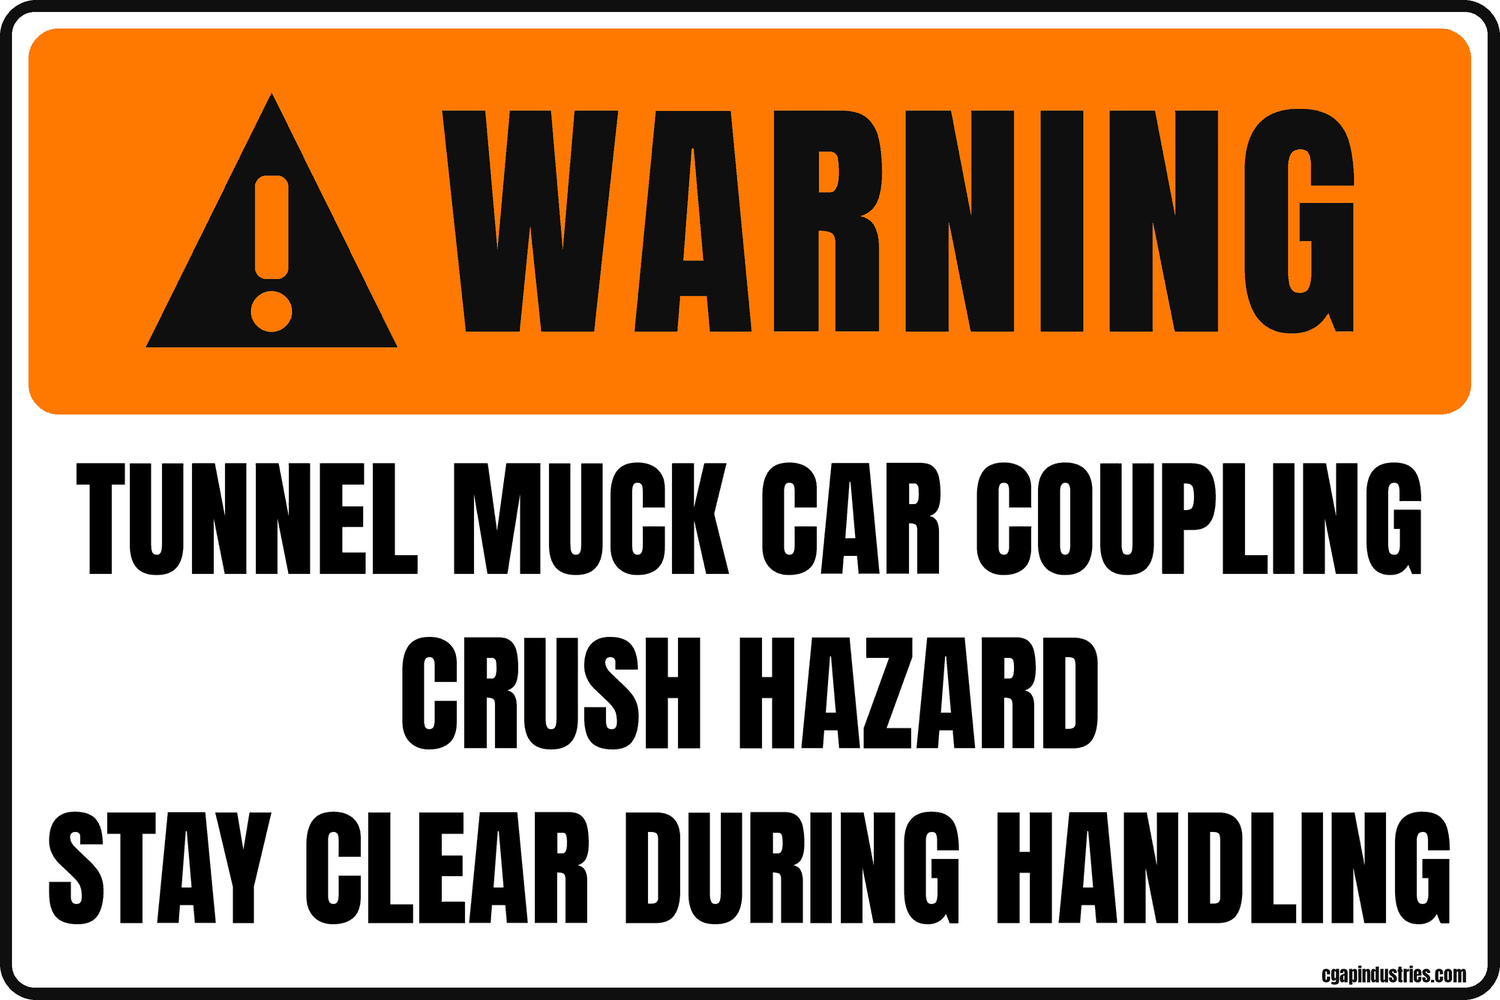 WARNING
TUNNEL MUCK CAR COUPLING
CRUSH HAZARD
STAY CLEAR DURING HANDLING
cgapindustries.com